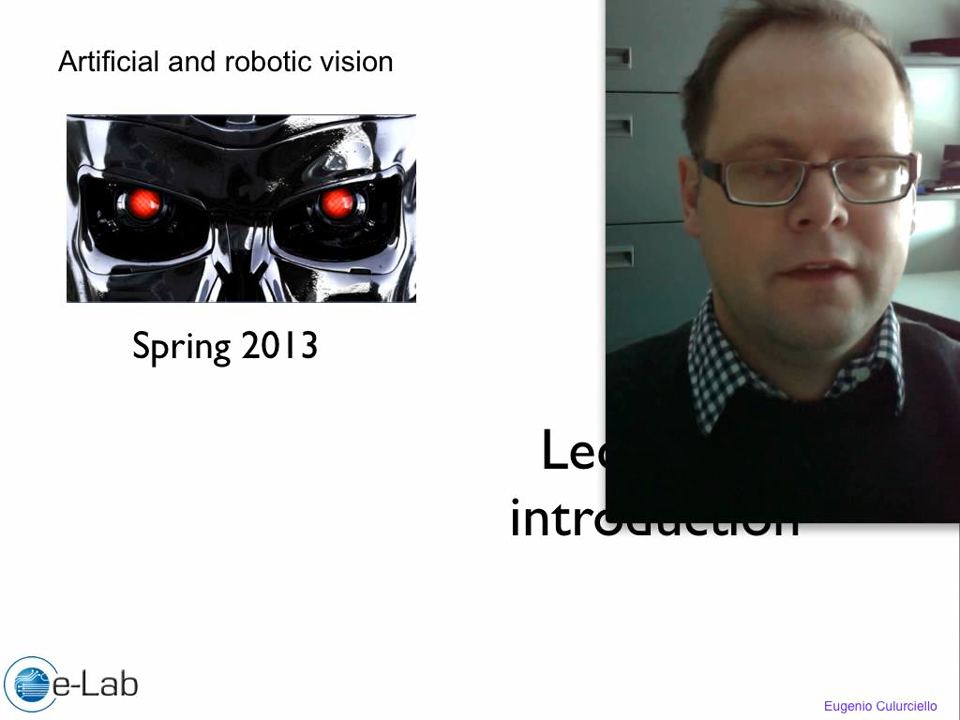 Artificial and robotic vision
Spring 2013
introduction
e-Lab
Eugenio Culurciello